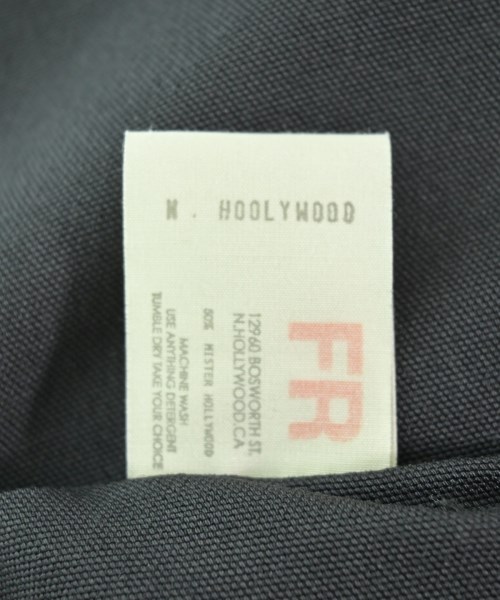 N. HOOLYWOOD
FR
12960 BOSWORTH ST.
N.HOLLYWOOD.CA
50% MISTER HOLLYWOOD
MACHINE WASH
USE ANYTHING DETERGENT
TUMBLE DRY TAKE YOUR CHOICE